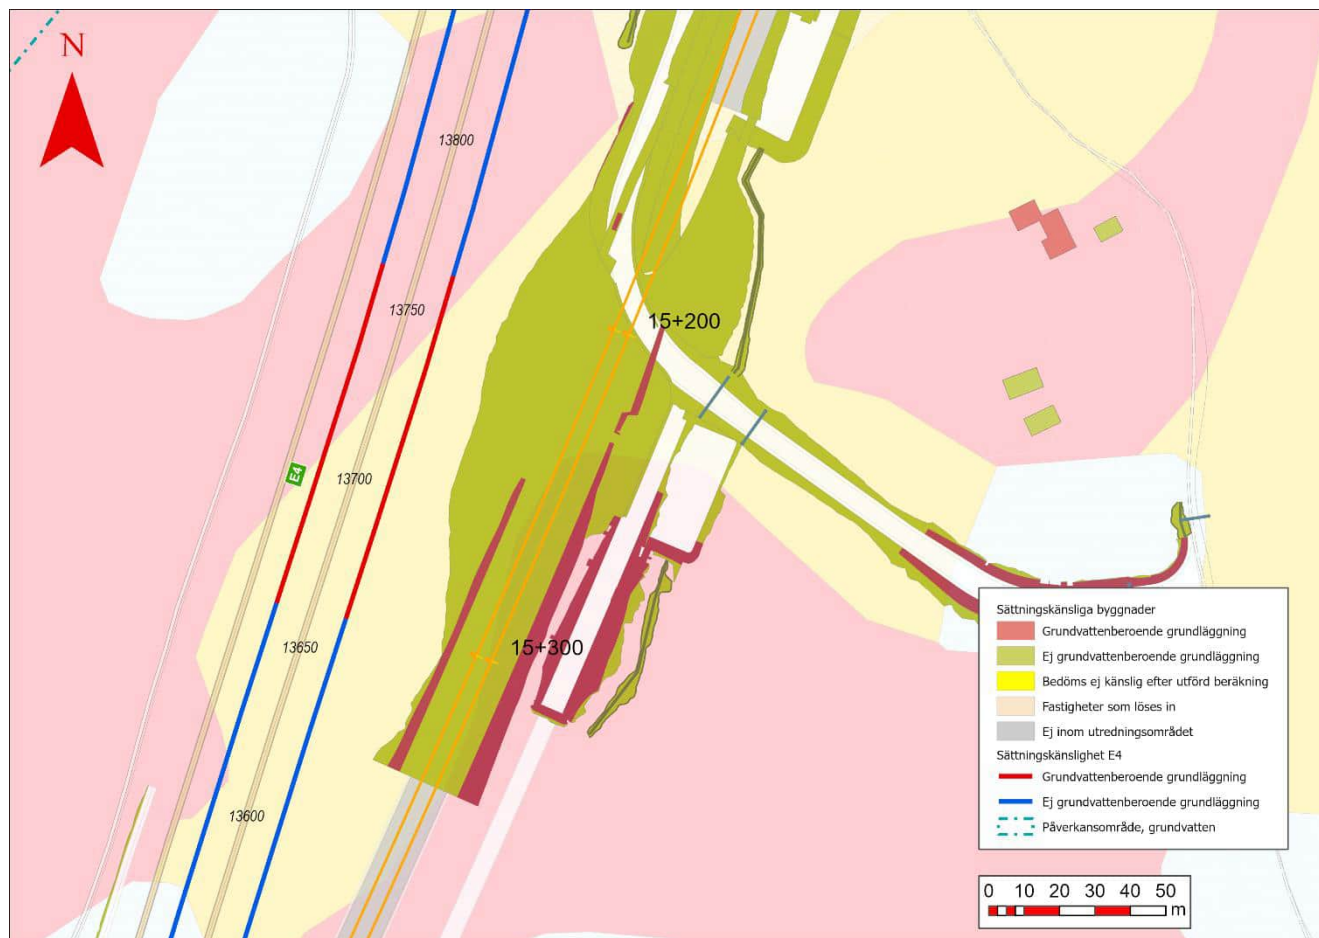 N
13800
13750
15+200
E4
13700
15+300
13650
13600
Sättningskänsliga byggnader
Grundvattenberoende grundläggning
Ej grundvattenberoende grundläggning
Bedöms ej känslig efter utförd beräkning
Fastigheter som löses in
Ej inom utredningsområdet
Sättningskänslighet E4
Grundvattenberoende grundläggning
Ej grundvattenberoende grundläggning
Påverkansområde, grundvatten
0 10 20 30 40 50
m